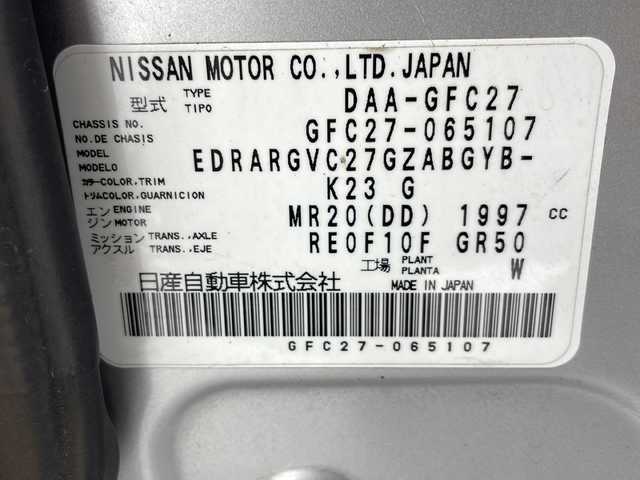 NISSAN MOTOR CO.,LTD.JAPAN
型式 TYPE TIPO DAA-GFC27
CHASSIS NO. NO.DE CHASIS GFC27-065107
MODEL MODELO EDRARGVC27GZABGYB-
カラー COLOR,TRIM トリム COLOR,GUARNICION K23 G
エンジン ENGINE MOTOR MR20(DD) 1997 CC
ミッション アクスル TRANS.,AXLE TRANS.,EJE RE0F10F GR50
工場 PLANT PLANTA W
日産自動車株式会社 MADE IN JAPAN
GFC27-065107